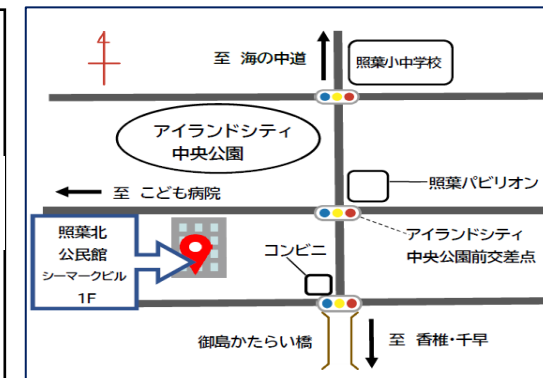 至 海の中道
照葉小中学校
アイランドシティ
中央公園
照葉パビリオン
至 こども病院
照葉北
公民館
シーマークビル
1F
コンビニ
アイランドシティ
中央公園前交差点
御島かたらい橋
至 香椎・千早